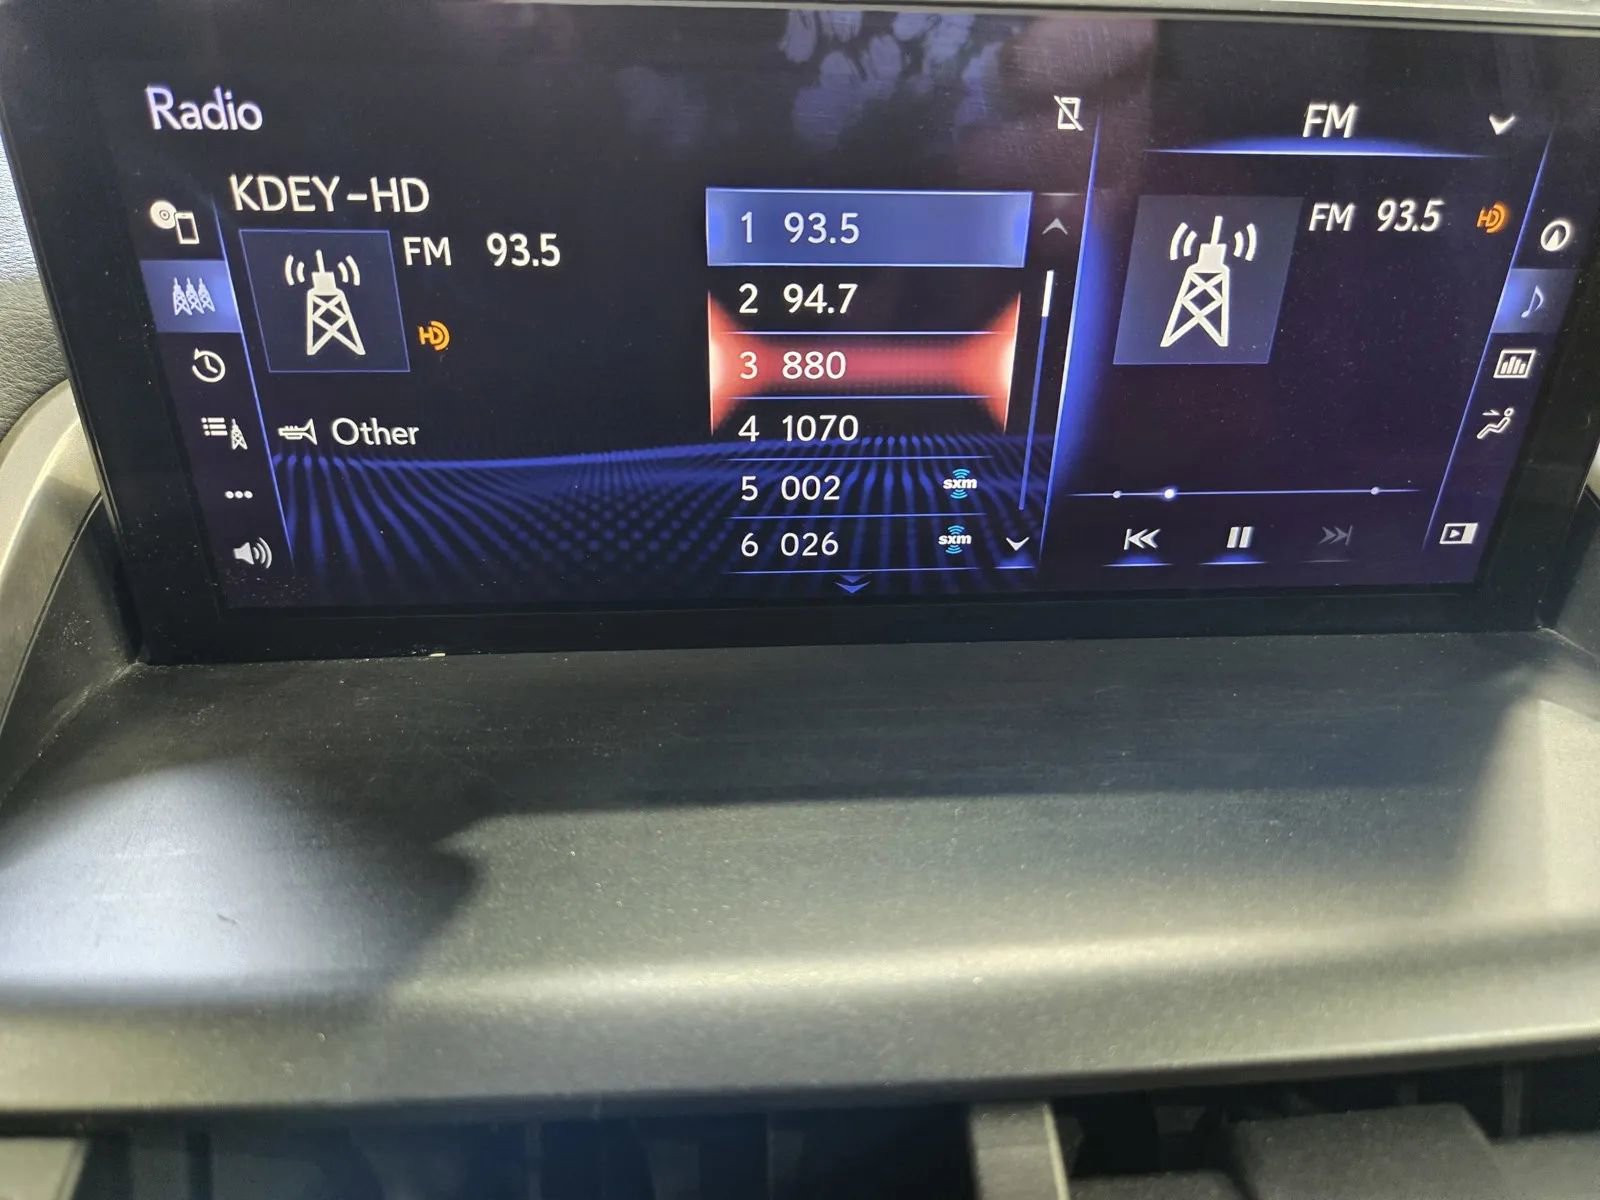 Radio
KDEY-HD
FM 93.5
HD
Other
1 93.5
2 94.7
3 880
4 1070
5 002 sxm
6 026 sxm
FM
FM 93.5 HD